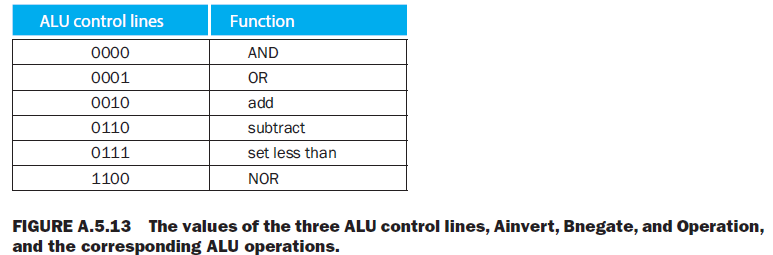 ALU control lines Function
0000 AND
0001 OR
0010 add
0110 subtract
0111 set less than
1100 NOR
FIGURE A.5.13 The values of the three ALU control lines, Ainvert, Bnegate, and Operation,
and the corresponding ALU operations.